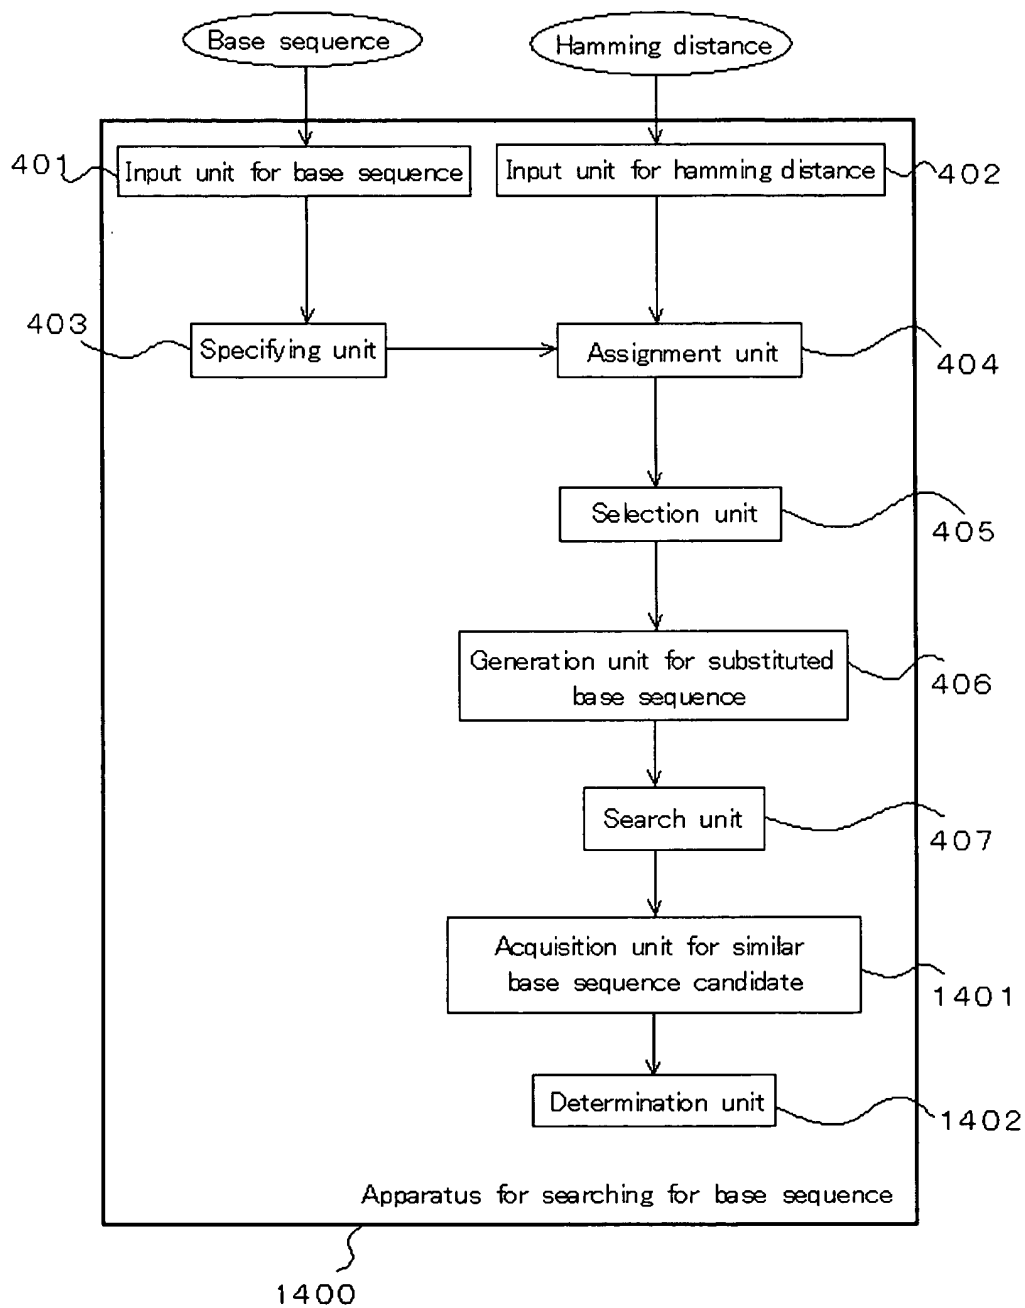 Base sequence
Hamming distance
401
Input unit for base sequence
Input unit for hamming distance
402
403
Specifying unit
Assignment unit
404
Selection unit
405
Generation unit for substituted
base sequence
406
Search unit
407
Acquisition unit for similar
base sequence candidate
1401
Determination unit
1402
Apparatus for searching for base sequence
1400